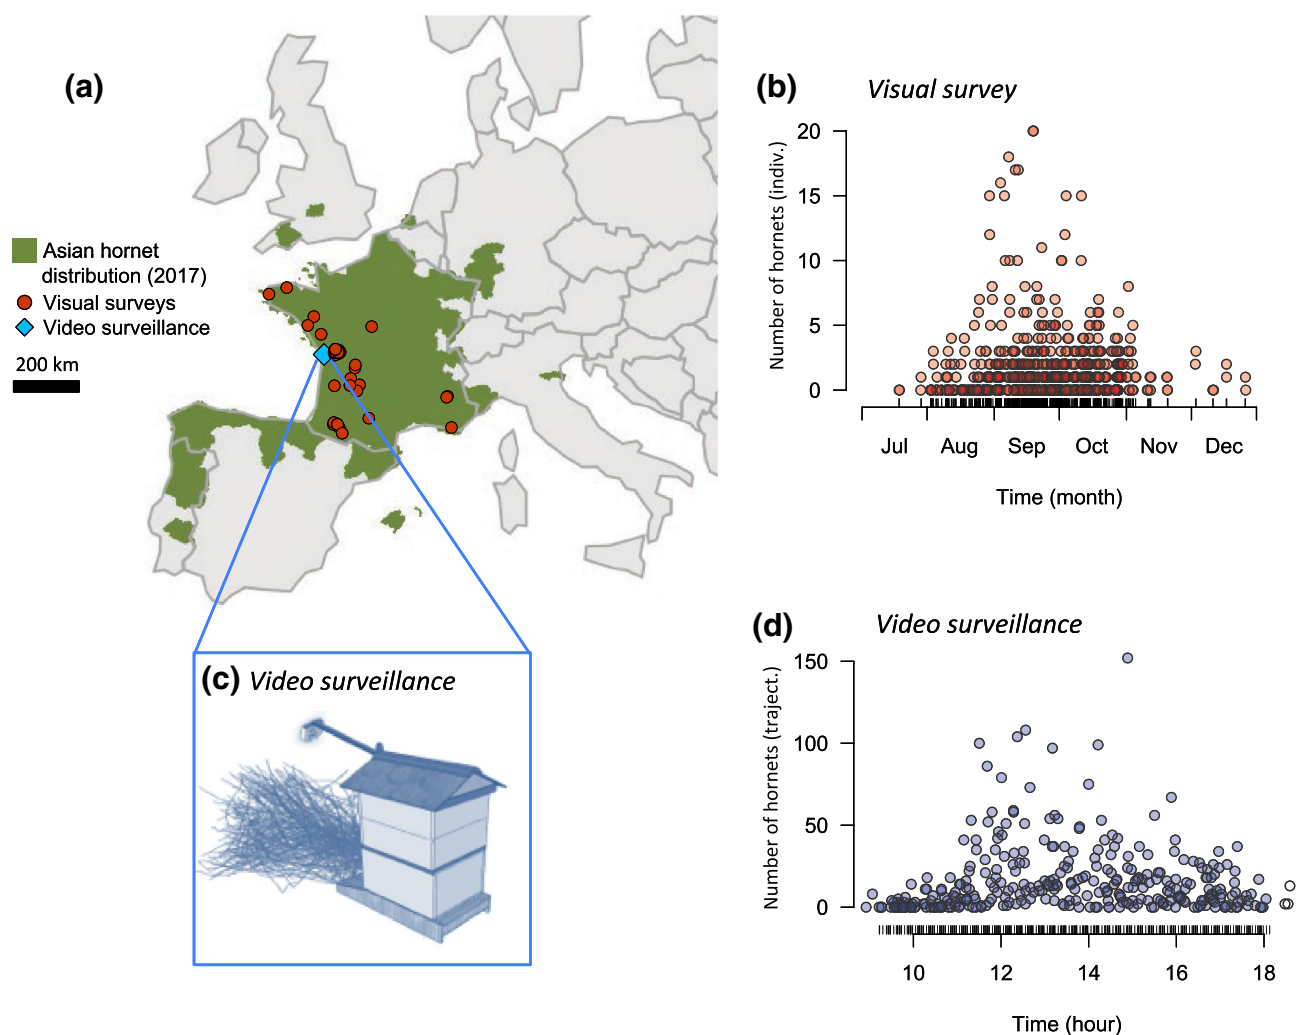 (a)
Asian hornet
distribution (2017)
Visual surveys
Video surveillance
200 km
(b) Visual survey
Number of hornets (indiv.)
20
15
10
5
0
Jul Aug Sep Oct Nov Dec
Time (month)
(c) Video surveillance
(d) Video surveillance
Number of hornets (traject.)
150
100
50
0
10 12 14 16 18
Time (hour)